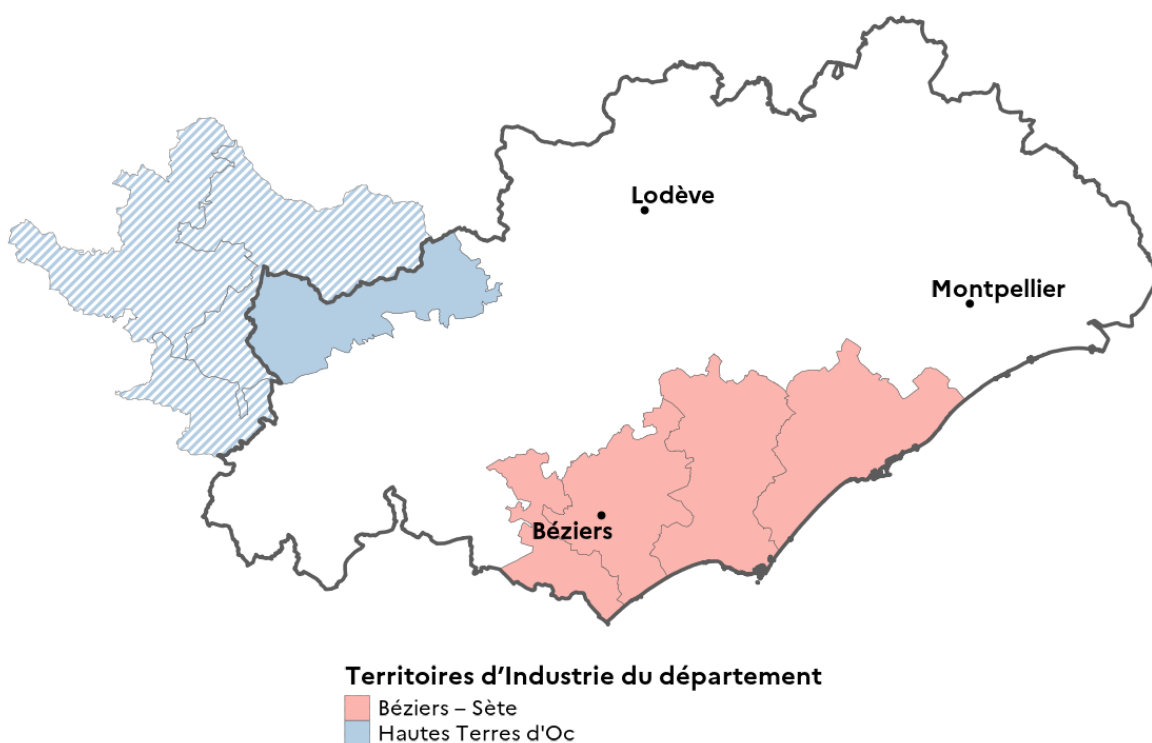 Lodève
Montpellier
Béziers
Territoires d’Industrie du département
Béziers – Sète
Hautes Terres d'Oc